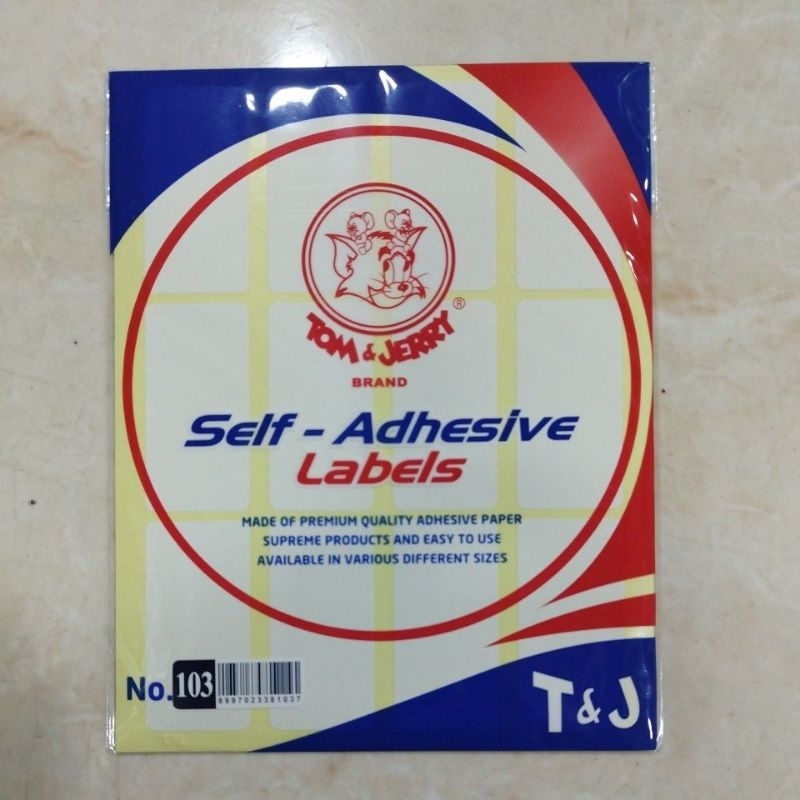 TOM & JERRY ®
BRAND
Self - Adhesive
Labels
MADE OF PREMIUM QUALITY ADHESIVE PAPER
SUPREME PRODUCTS AND EASY TO USE
AVAILABLE IN VARIOUS DIFFERENT SIZES
No. 103
8997023381037
T & J